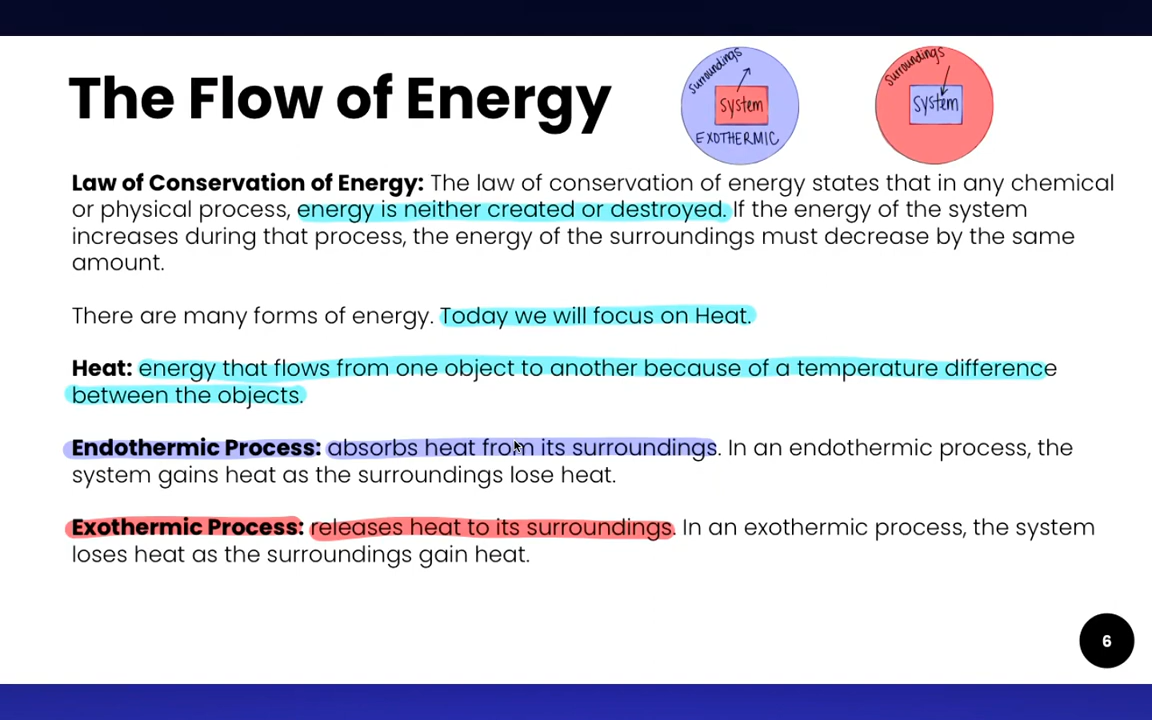 The Flow of Energy
Surroundings
System
EXOTHERMIC
Surroundings
System
Law of Conservation of Energy: The law of conservation of energy states that in any chemical
or physical process, energy is neither created or destroyed. If the energy of the system
increases during that process, the energy of the surroundings must decrease by the same
amount.
There are many forms of energy. Today we will focus on Heat.
Heat: energy that flows from one object to another because of a temperature difference
between the objects.
Endothermic Process: absorbs heat from its surroundings. In an endothermic process, the
system gains heat as the surroundings lose heat.
Exothermic Process: releases heat to its surroundings. In an exothermic process, the system
loses heat as the surroundings gain heat.
6